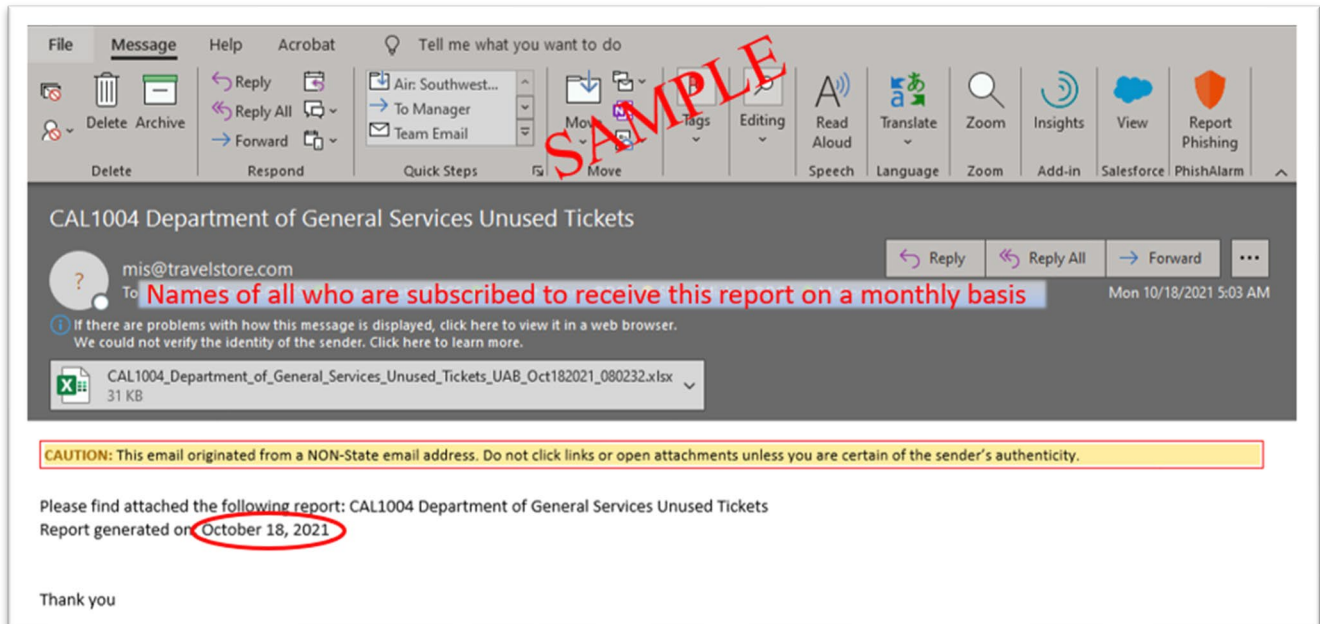 File Message Help Acrobat Tell me what you want to do
SAMPLE
Delete Archive
Reply
Reply All
Forward
Air: Southwest...
To Manager
Team Email
Move
Tags
Editing
Read Aloud
Translate
Zoom
Insights
View
Report Phishing
Delete Respond Quick Steps Move Speech Language Zoom Add-in Salesforce PhishAlarm
CAL1004 Department of General Services Unused Tickets
Reply Reply All Forward ...
?
mis@travelstore.com
To Names of all who are subscribed to receive this report on a monthly basis
Mon 10/18/2021 5:03 AM
If there are problems with how this message is displayed, click here to view it in a web browser.
We could not verify the identity of the sender. Click here to learn more.
CAL1004_Department_of_General_Services_Unused_Tickets_UAB_Oct182021_080232.xlsx
31 KB
CAUTION: This email originated from a NON-State email address. Do not click links or open attachments unless you are certain of the sender's authenticity.
Please find attached the following report: CAL1004 Department of General Services Unused Tickets
Report generated on October 18, 2021
Thank you